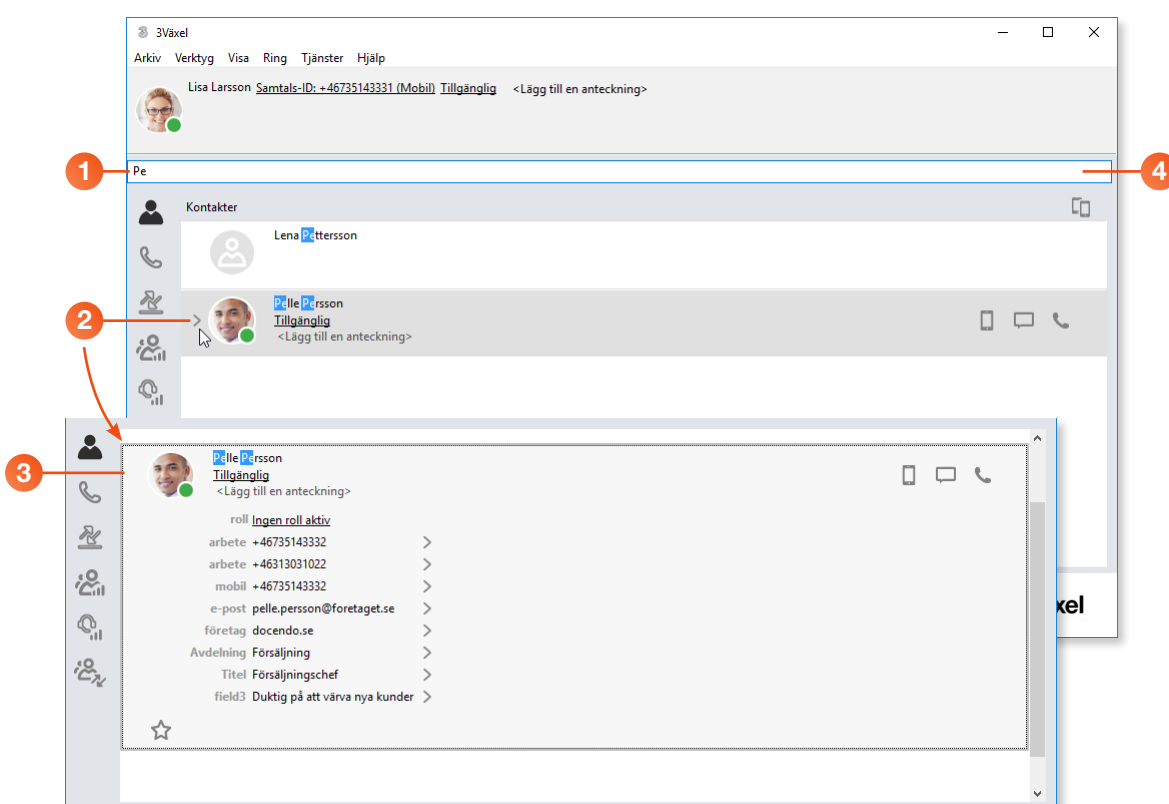 3Växel
Arkiv Verktyg Visa Ring Tjänster Hjälp
Lisa Larsson Samtals-ID: +46735143331 (Mobil) Tillgänglig <Lägg till en anteckning>
1
Pe
4
Kontakter
Lena Pettersson
2
Pelle Persson
Tillgänglig
<Lägg till en anteckning>
3
Pelle Persson
Tillgänglig
<Lägg till en anteckning>
roll Ingen roll aktiv
arbete +46735143332
arbete +46313031022
mobil +46735143332
e-post pelle.persson@foretaget.se
xel
företag docendo.se
Avdelning Försäljning
Titel Försäljningschef
field3 Duktig på att värva nya kunder